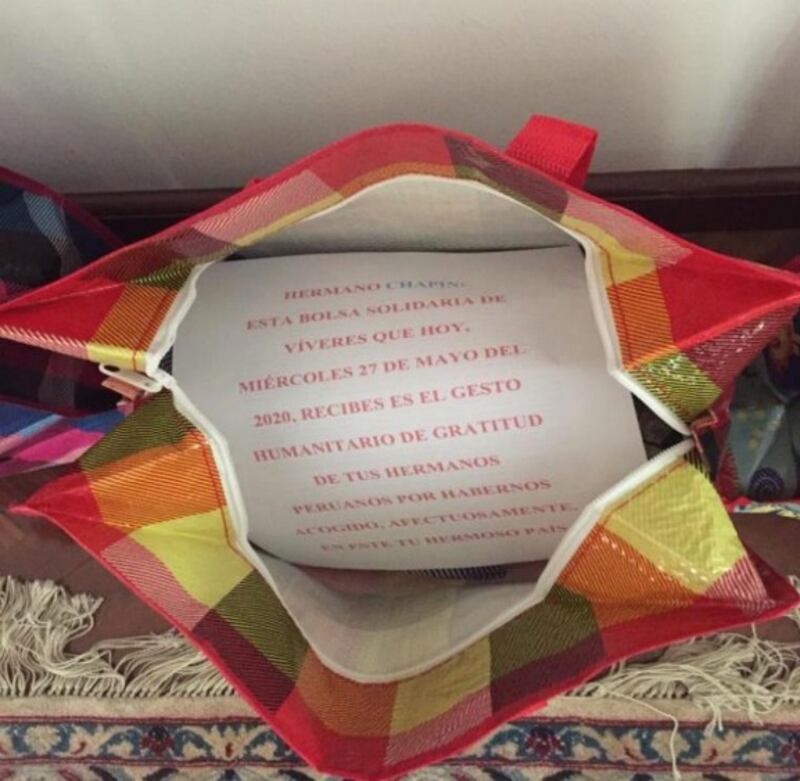 HERMANO CHAPIN:
ESTA BOLSA SOLIDARIA DE
VÍVERES QUE HOY,
MIÉRCOLES 27 DE MAYO DEL
2020, RECIBES ES EL GESTO
HUMANITARIO DE GRATITUD
DE TUS HERMANOS
PERUANOS POR HABERNOS
ACOGIDO, AFECTUOSAMENTE,
EN ESTE TU HERMOSO PAÍS